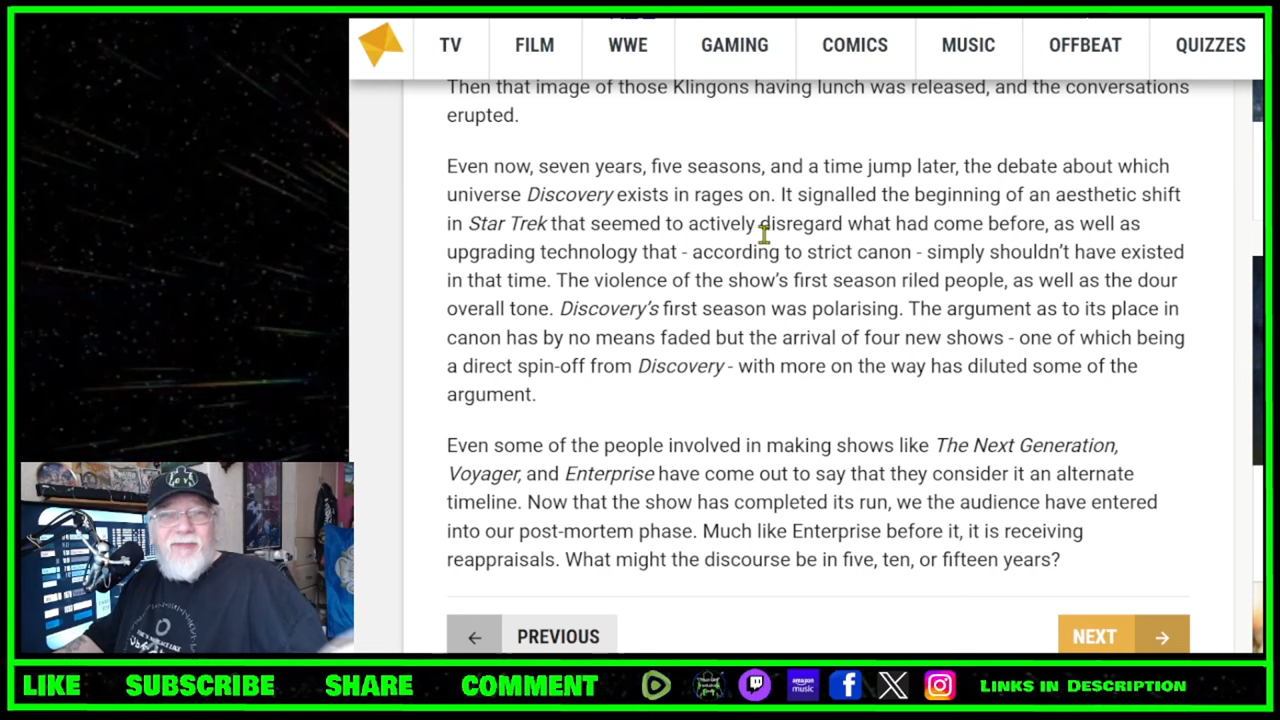 TV
FILM
WWE
GAMING
COMICS
MUSIC
OFFBEAT
QUIZZES
Then that image of those Klingons having lunch was released, and the conversations
erupted.
Even now, seven years, five seasons, and a time jump later, the debate about which
universe Discovery exists in rages on. It signalled the beginning of an aesthetic shift
in Star Trek that seemed to actively disregard what had come before, as well as
upgrading technology that - according to strict canon - simply shouldn't have existed
in that time. The violence of the show's first season riled people, as well as the dour
overall tone. Discovery's first season was polarising. The argument as to its place in
canon has by no means faded but the arrival of four new shows - one of which being
a direct spin-off from Discovery - with more on the way has diluted some of the
argument.
Even some of the people involved in making shows like The Next Generation,
Voyager, and Enterprise have come out to say that they consider it an alternate
timeline. Now that the show has completed its run, we the audience have entered
into our post-mortem phase. Much like Enterprise before it, it is receiving
reappraisals. What might the discourse be in five, ten, or fifteen years?
← PREVIOUS
NEXT →
LIKE
SUBSCRIBE
SHARE
COMMENT
amazon
music
LINKS IN DESCRIPTION